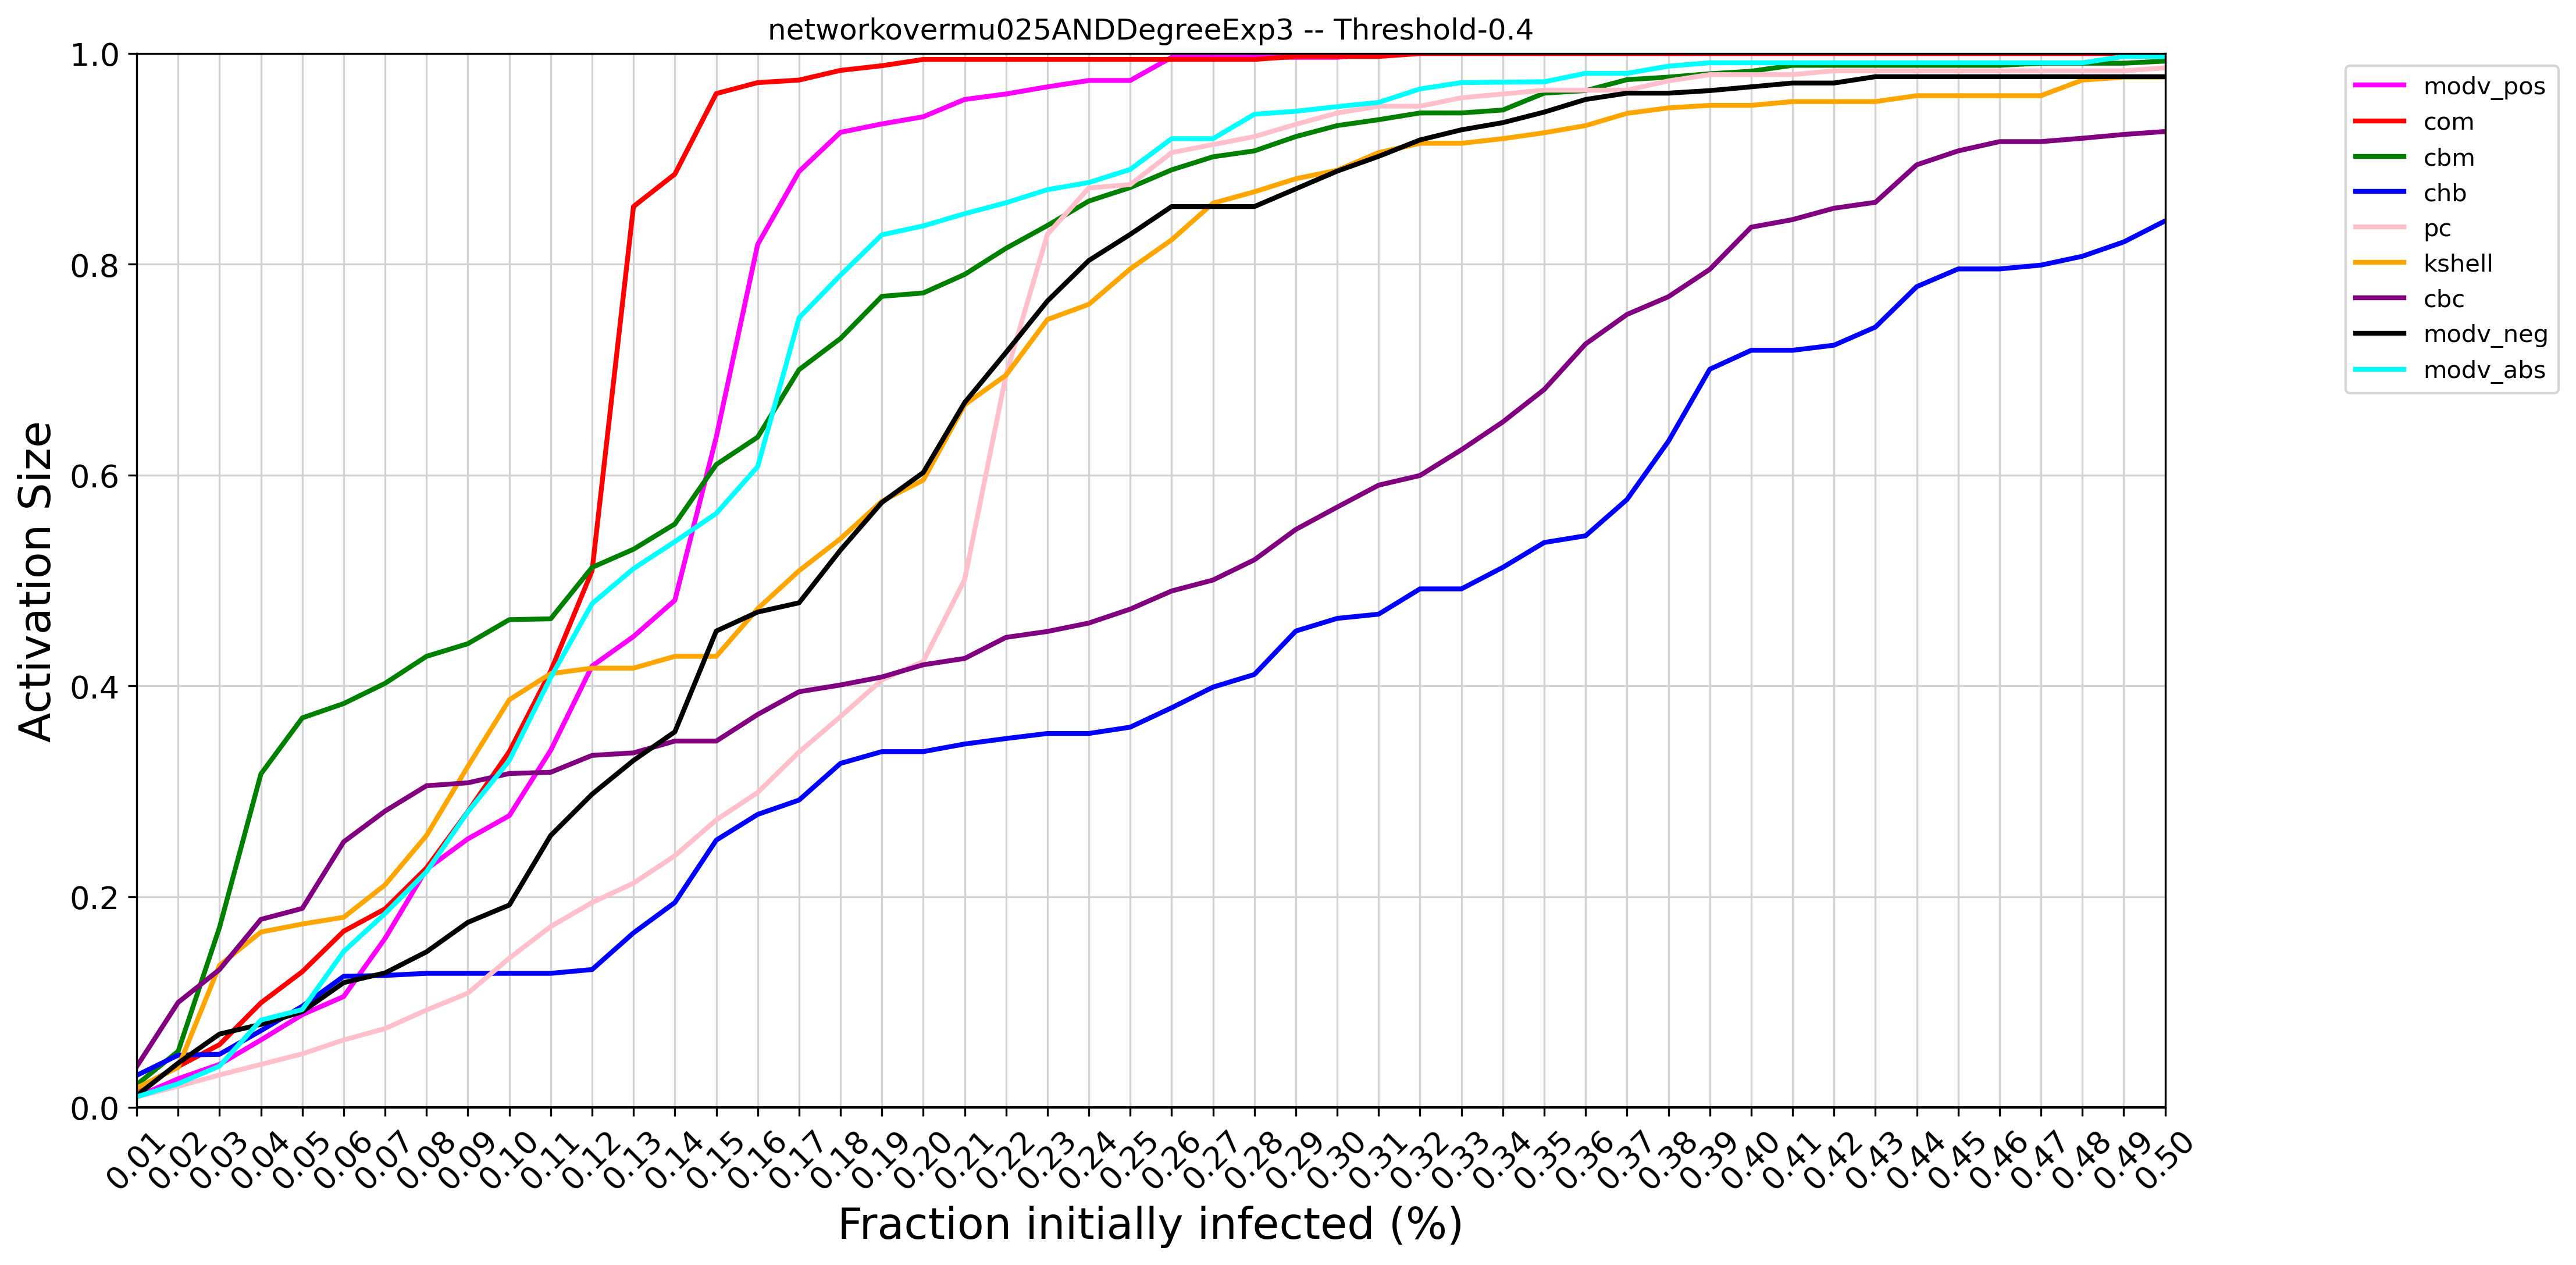 networkovermu025ANDDegreeExp3 -- Threshold-0.4
1.0
0.8
0.6
0.4
0.2
0.0
Activation Size
0.01 0.02 0.03 0.04 0.05 0.06 0.07 0.08 0.09 0.10 0.11 0.12 0.13 0.14 0.15 0.16 0.17 0.18 0.19 0.20 0.21 0.22 0.23 0.24 0.25 0.26 0.27 0.28 0.29 0.30 0.31 0.32 0.33 0.34 0.35 0.36 0.37 0.38 0.39 0.40 0.41 0.42 0.43 0.44 0.45 0.46 0.47 0.48 0.49 0.50
Fraction initially infected (%)
modv_pos
com
cbm
chb
pc
kshell
cbc
modv_neg
modv_abs